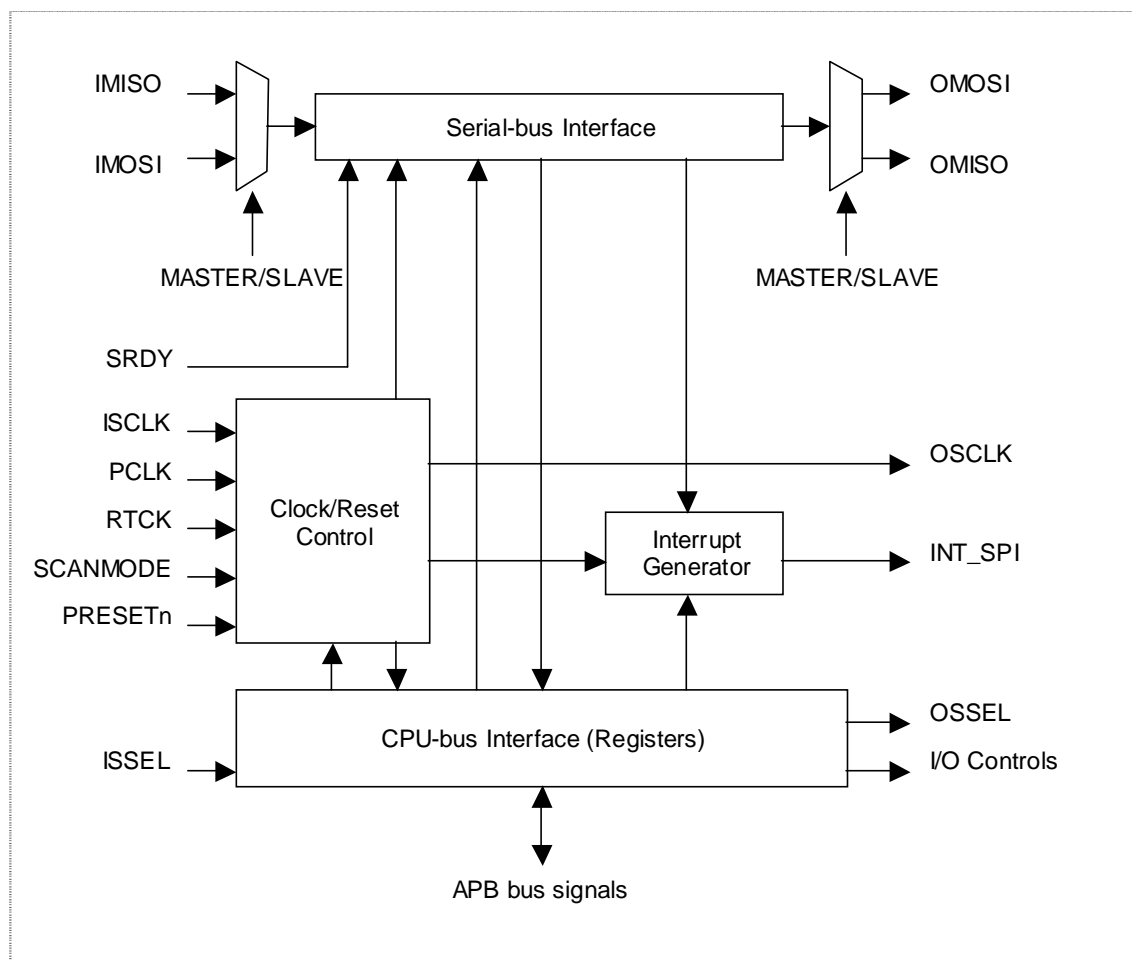 IMISO
OMOSI
Serial-bus Interface
IMOSI
OMISO
MASTER/SLAVE
MASTER/SLAVE
SRDY
ISCLK
OSCLK
PCLK
Clock/Reset
Control
RTCK
Interrupt
Generator
INT_SPI
SCANMODE
PRESETn
OSSEL
CPU-bus Interface (Registers)
ISSEL
I/O Controls
APB bus signals